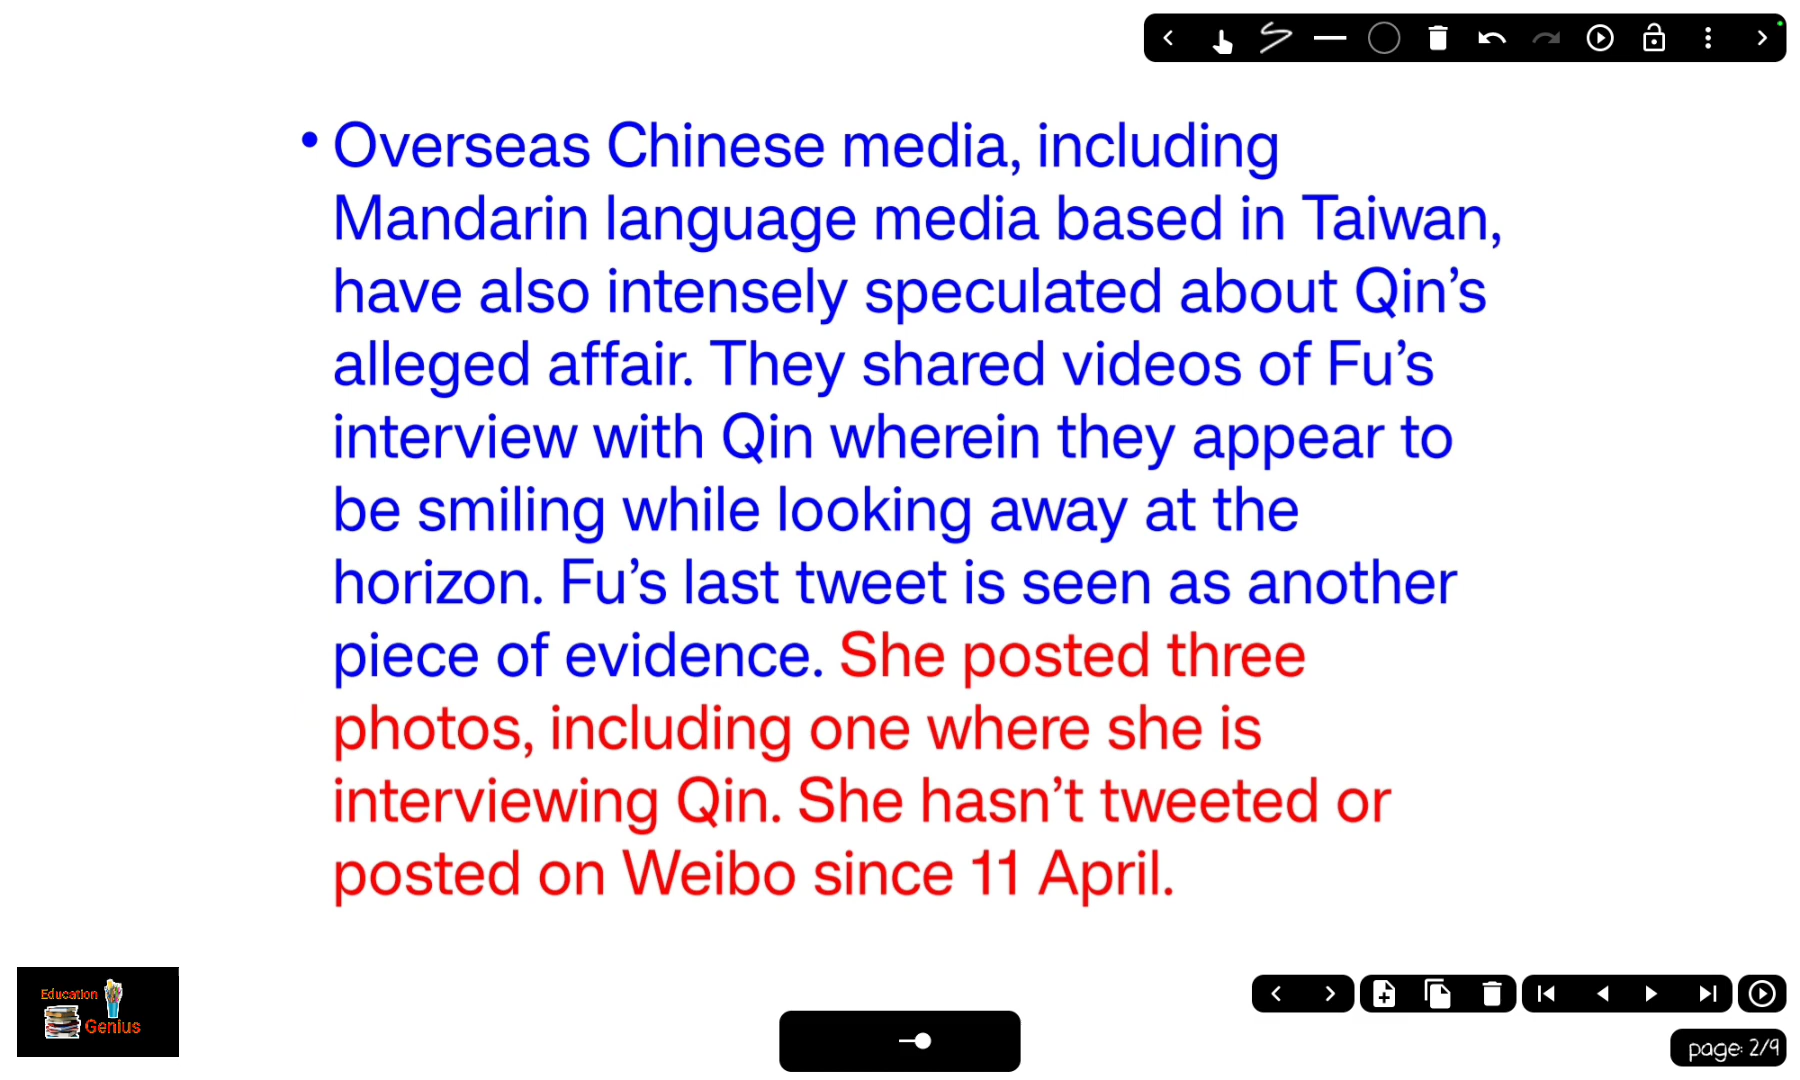 • Overseas Chinese media, including
Mandarin language media based in Taiwan,
have also intensely speculated about Qin’s
alleged affair. They shared videos of Fu’s
interview with Qin wherein they appear to
be smiling while looking away at the
horizon. Fu’s last tweet is seen as another
piece of evidence. She posted three
photos, including one where she is
interviewing Qin. She hasn’t tweeted or
posted on Weibo since 11 April.
Education
Genius
page: 2/9